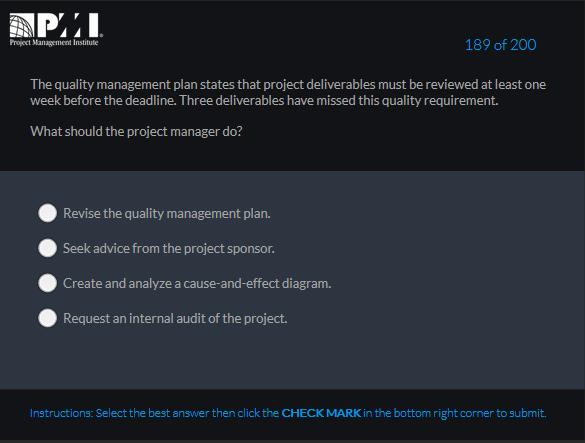 PMI®
Project Management Institute
189 of 200
The quality management plan states that project deliverables must be reviewed at least one
week before the deadline. Three deliverables have missed this quality requirement.
What should the project manager do?
Revise the quality management plan.
Seek advice from the project sponsor.
Create and analyze a cause-and-effect diagram.
Request an internal audit of the project.
Instructions: Select the best answer then click the CHECK MARK in the bottom right corner to submit.